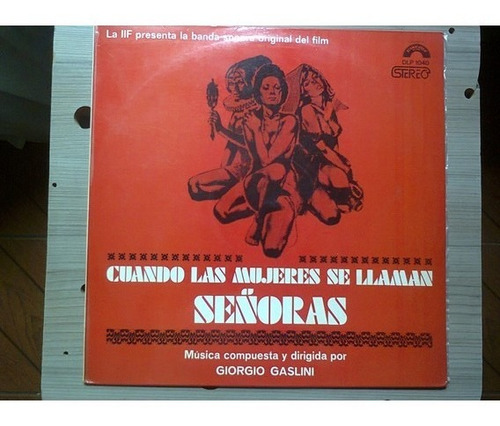 La IIF presenta la banda sonora original del film
DLP 1040
STEREO
CUANDO LAS MUJERES SE LLAMAN
SEÑORAS
Música compuesta y dirigida por
GIORGIO GASLINI